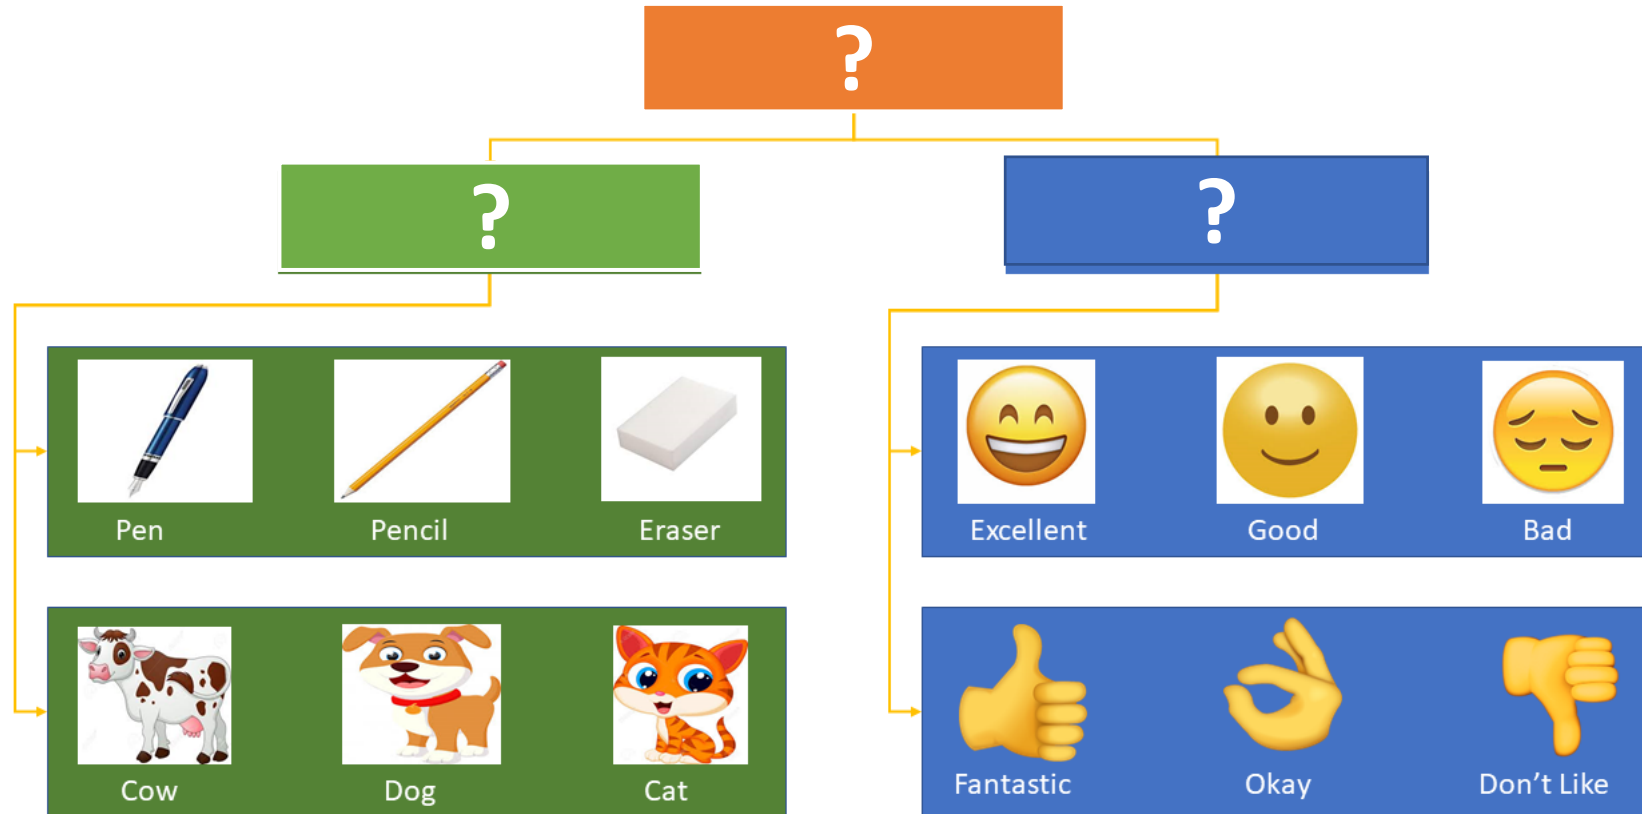 ?
?
?
Pen Pencil Eraser
Excellent Good Bad
Cow Dog Cat
Fantastic Okay Don't Like